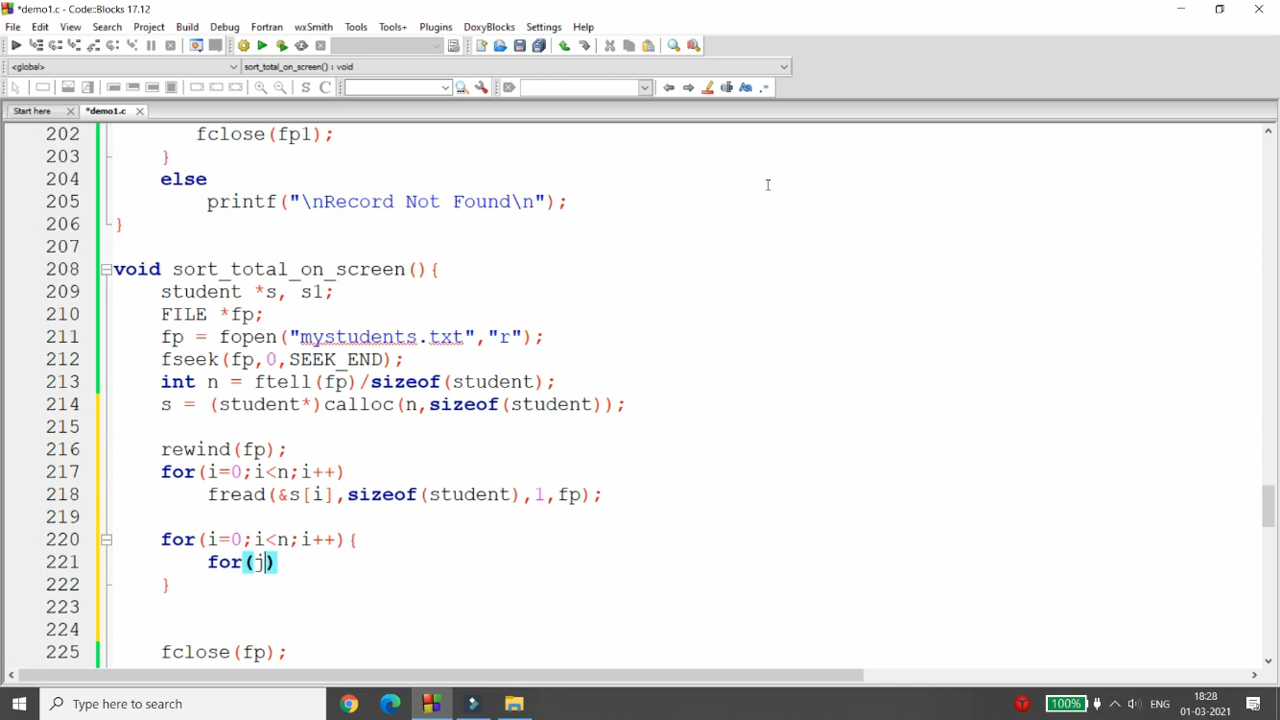 *demo1.c - Code::Blocks 17.12
File Edit View Search Project Build Debug Fortran wxSmith Tools Tools+ Plugins DoxyBlocks Settings Help
<global> sort_total_on_screen() : void
S C
Start here *demo1.c
202 fclose(fp1);
203 }
204 else
205 printf("\nRecord Not Found\n");
206 }
207
208 void sort_total_on_screen(){
209 student *s, s1;
210 FILE *fp;
211 fp = fopen("mystudents.txt","r");
212 fseek(fp,0,SEEK_END);
213 int n = ftell(fp)/sizeof(student);
214 s = (student*)calloc(n,sizeof(student));
215
216 rewind(fp);
217 for(i=0;i<n;i++)
218 fread(&s[i],sizeof(student),1,fp);
219
220 for(i=0;i<n;i++){
221 for(j)
222 }
223
224
225 fclose(fp);
Type here to search
100% ENG 18:28
01-03-2021